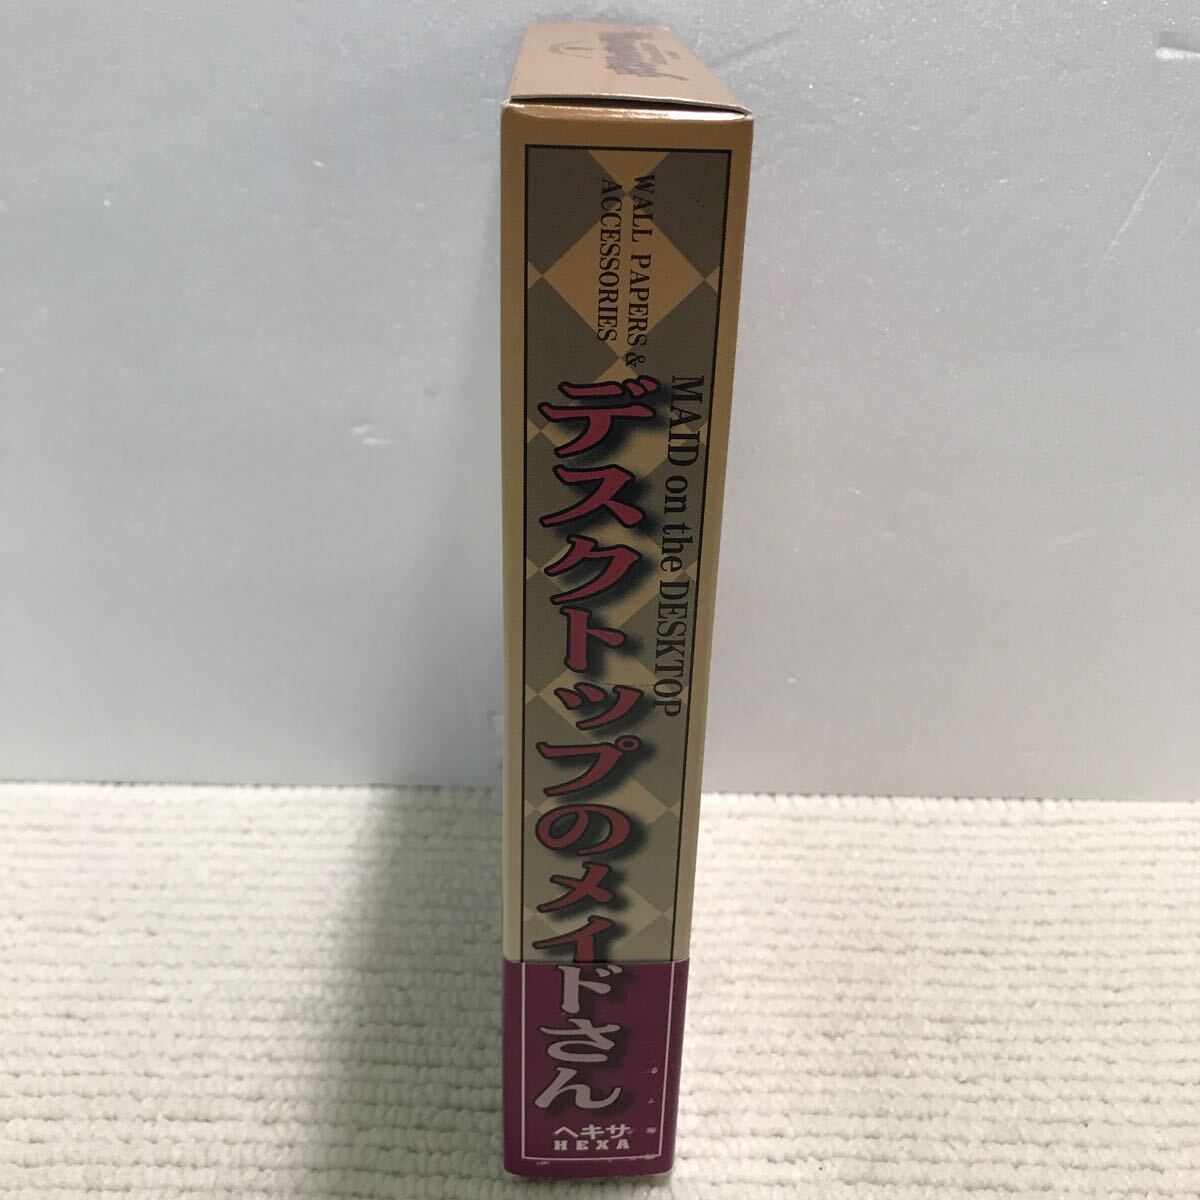 WALL PAPERS &
ACCESSORIES
MAID on the DESKTOP
デスクトップのメイドさん
ヘキサ
HEXA